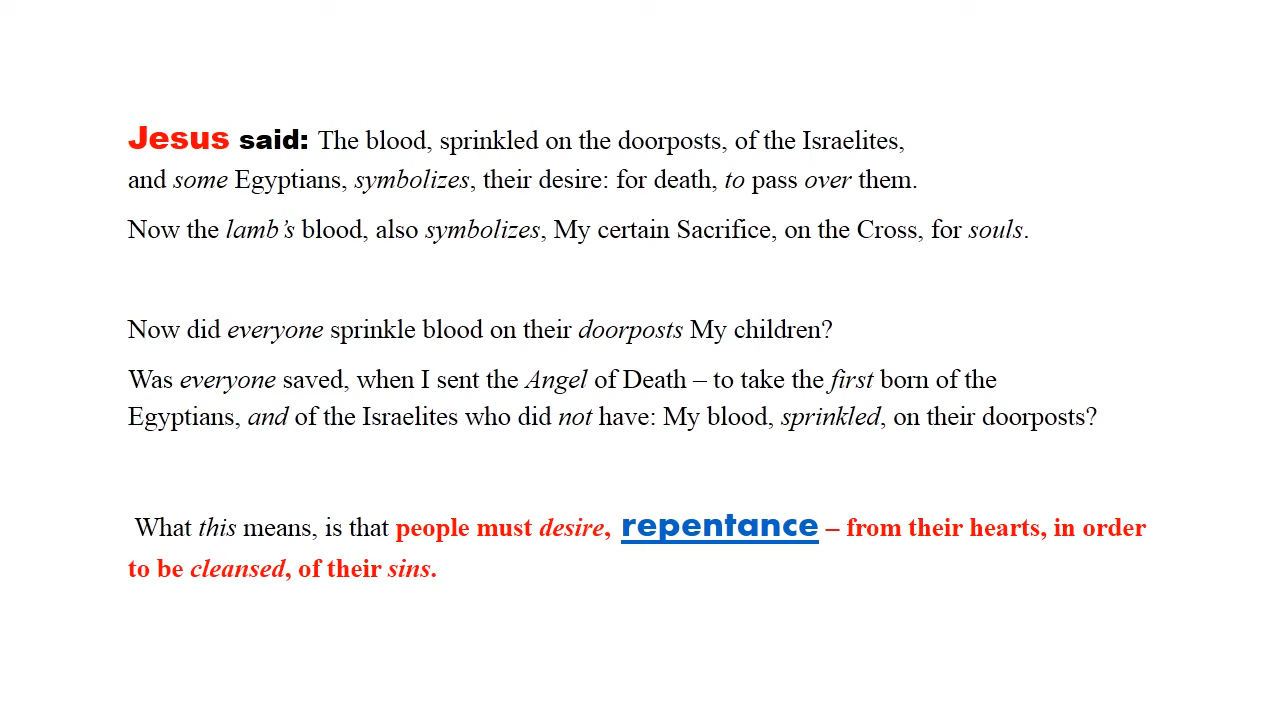 Jesus said: The blood, sprinkled on the doorposts, of the Israelites,
and some Egyptians, symbolizes, their desire: for death, to pass over them.
Now the lamb’s blood, also symbolizes, My certain Sacrifice, on the Cross, for souls.
Now did everyone sprinkle blood on their doorposts My children?
Was everyone saved, when I sent the Angel of Death – to take the first born of the
Egyptians, and of the Israelites who did not have: My blood, sprinkled, on their doorposts?
What this means, is that people must desire, repentance – from their hearts, in order
to be cleansed, of their sins.